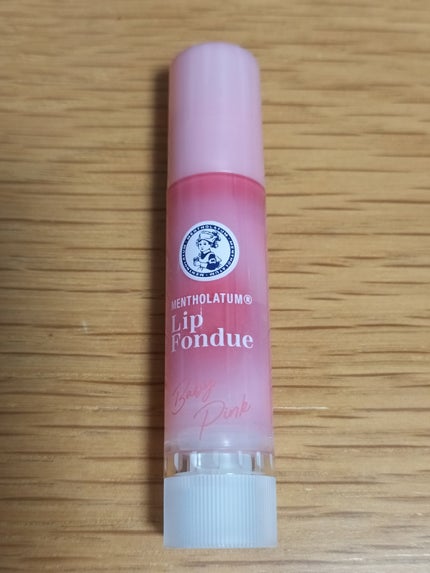 MENTHOLATUM®
Lip
Fondue
Baby
Pink